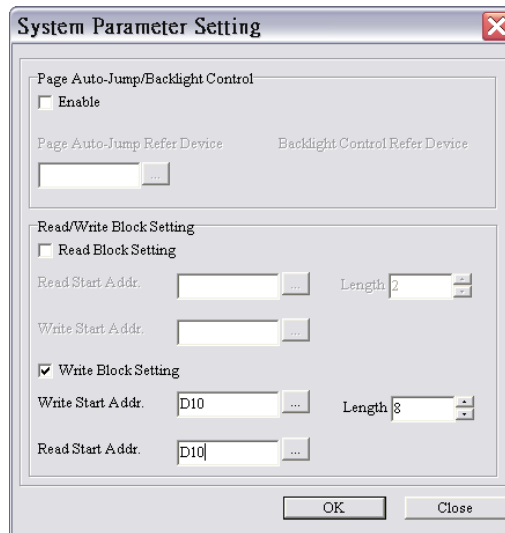 System Parameter Setting
Page Auto-Jump/Backlight Control
Enable
Page Auto-Jump Refer Device Backlight Control Refer Device
...
Read/Write Block Setting
Read Block Setting
Read Start Addr. ... Length 2
Write Start Addr. ...
Write Block Setting
Write Start Addr. D10 ... Length 8
Read Start Addr. D10 ...
OK Close